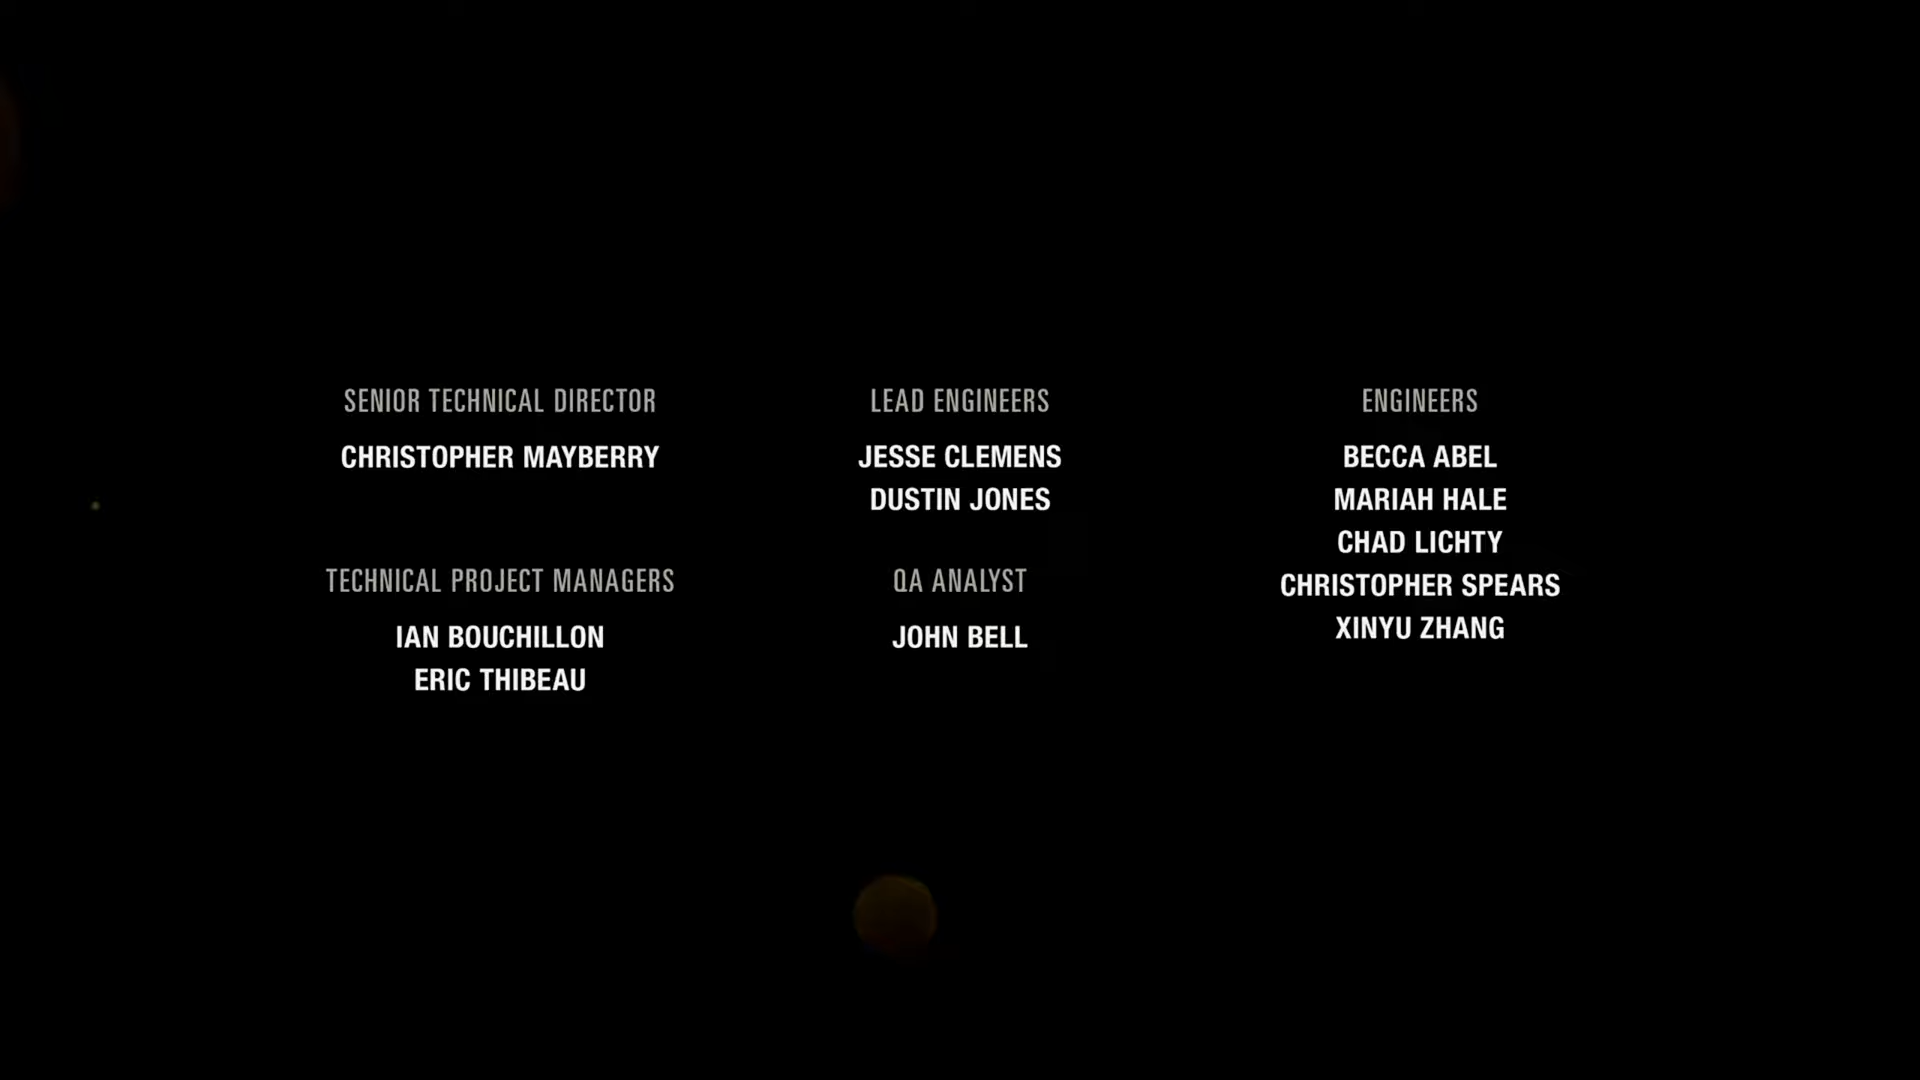 SENIOR TECHNICAL DIRECTOR
CHRISTOPHER MAYBERRY
TECHNICAL PROJECT MANAGERS
IAN BOUCHILLON
ERIC THIBEAU
LEAD ENGINEERS
JESSE CLEMENS
DUSTIN JONES
QA ANALYST
JOHN BELL
ENGINEERS
BECCA ABEL
MARIAH HALE
CHAD LICHTY
CHRISTOPHER SPEARS
XINYU ZHANG